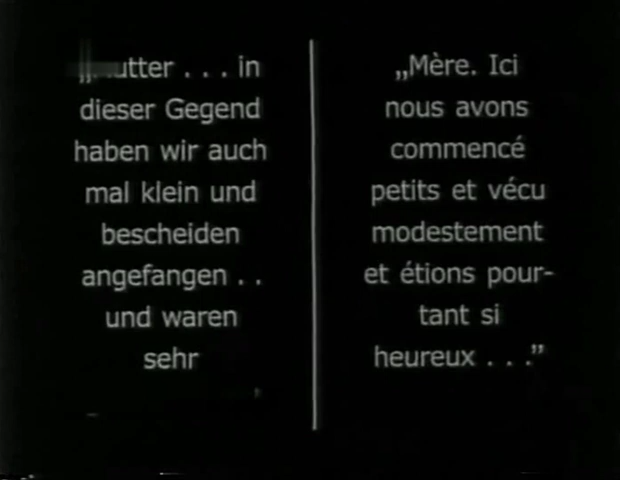 „Mutter . . . in
dieser Gegend
haben wir auch
mal klein und
bescheiden
angefangen . .
und waren
sehr
„Mère. Ici
nous avons
commencé
petits et vécu
modestement
et étions pour-
tant si
heureux . . .”